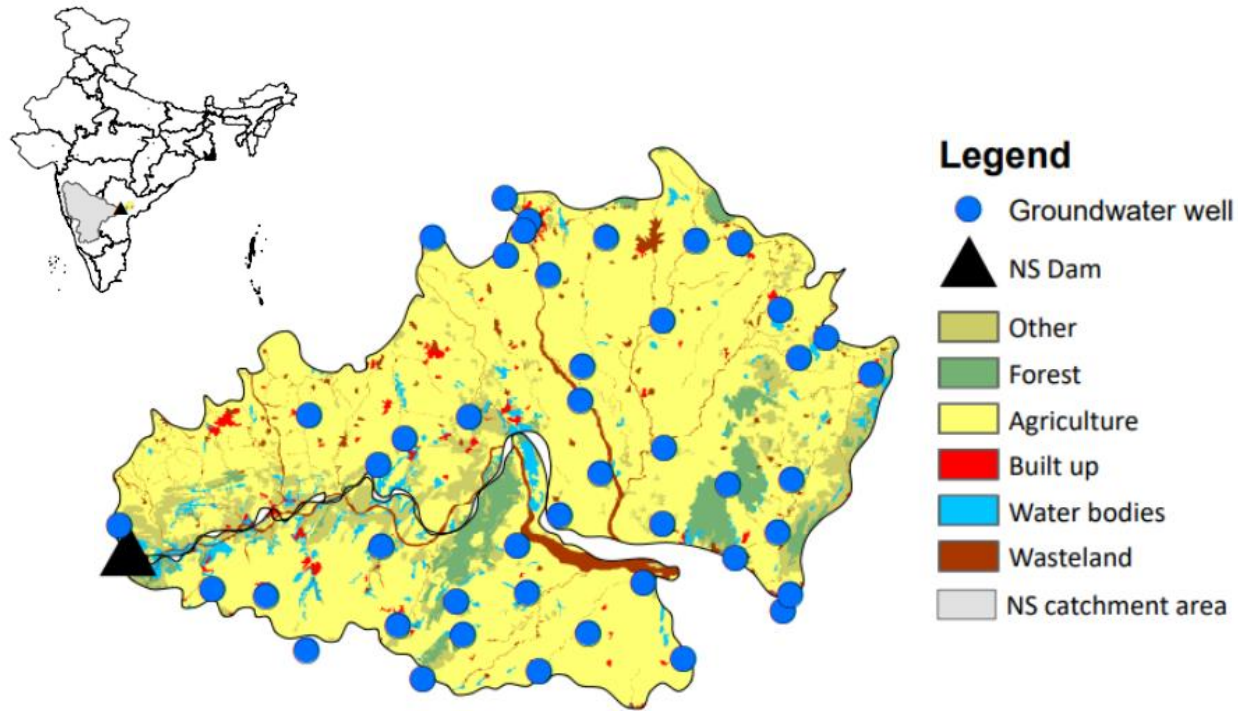 Legend
Groundwater well
NS Dam
Other
Forest
Agriculture
Built up
Water bodies
Wasteland
NS catchment area